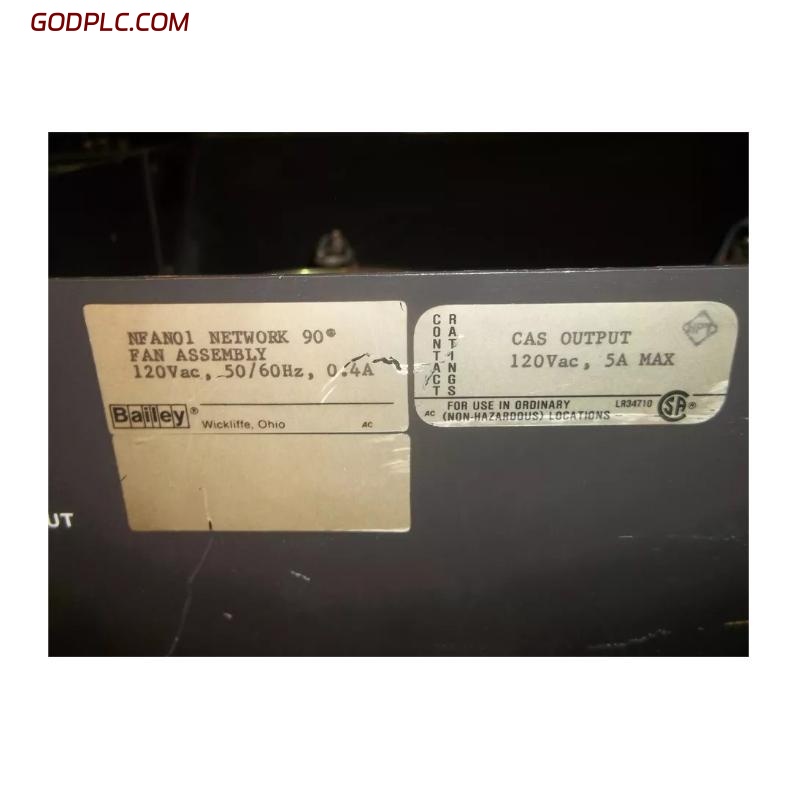 GODPLC.COM
NFAN01 NETWORK 90®
FAN ASSEMBLY
120Vac, 50/60Hz, 0.4A
Bailey®
Wickliffe, Ohio
AC
CONTACT
RATINGS
CAS OUTPUT
120Vac, 5A MAX
AC
FOR USE IN ORDINARY
(NON-HAZARDOUS) LOCATIONS
LR34710
SA®
UT